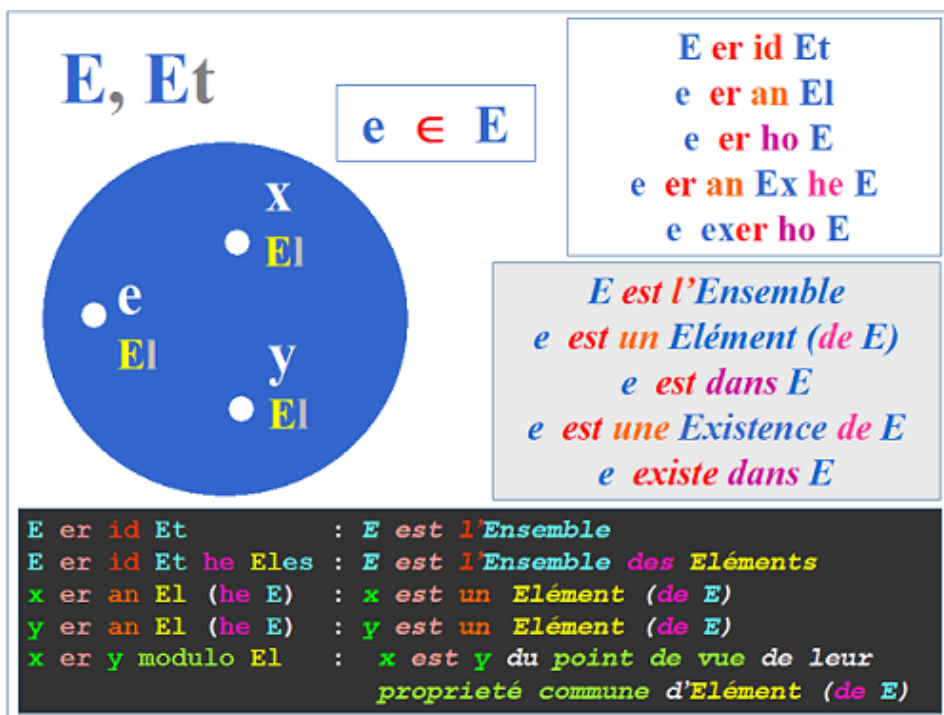 E, Et
e ∈ E
x
El
e
El
y
El
E er id Et
e er an El
e er ho E
e er an Ex he E
e exer ho E
E est l’Ensemble
e est un Elément (de E)
e est dans E
e est une Existence de E
e existe dans E
E er id Et : E est l’Ensemble
E er id Et he Eles : E est l’Ensemble des Eléments
x er an El (he E) : x est un Elément (de E)
y er an El (he E) : y est un Elément (de E)
x er y modulo El : x est y du point de vue de leur
proprieté commune d’Elément (de E)